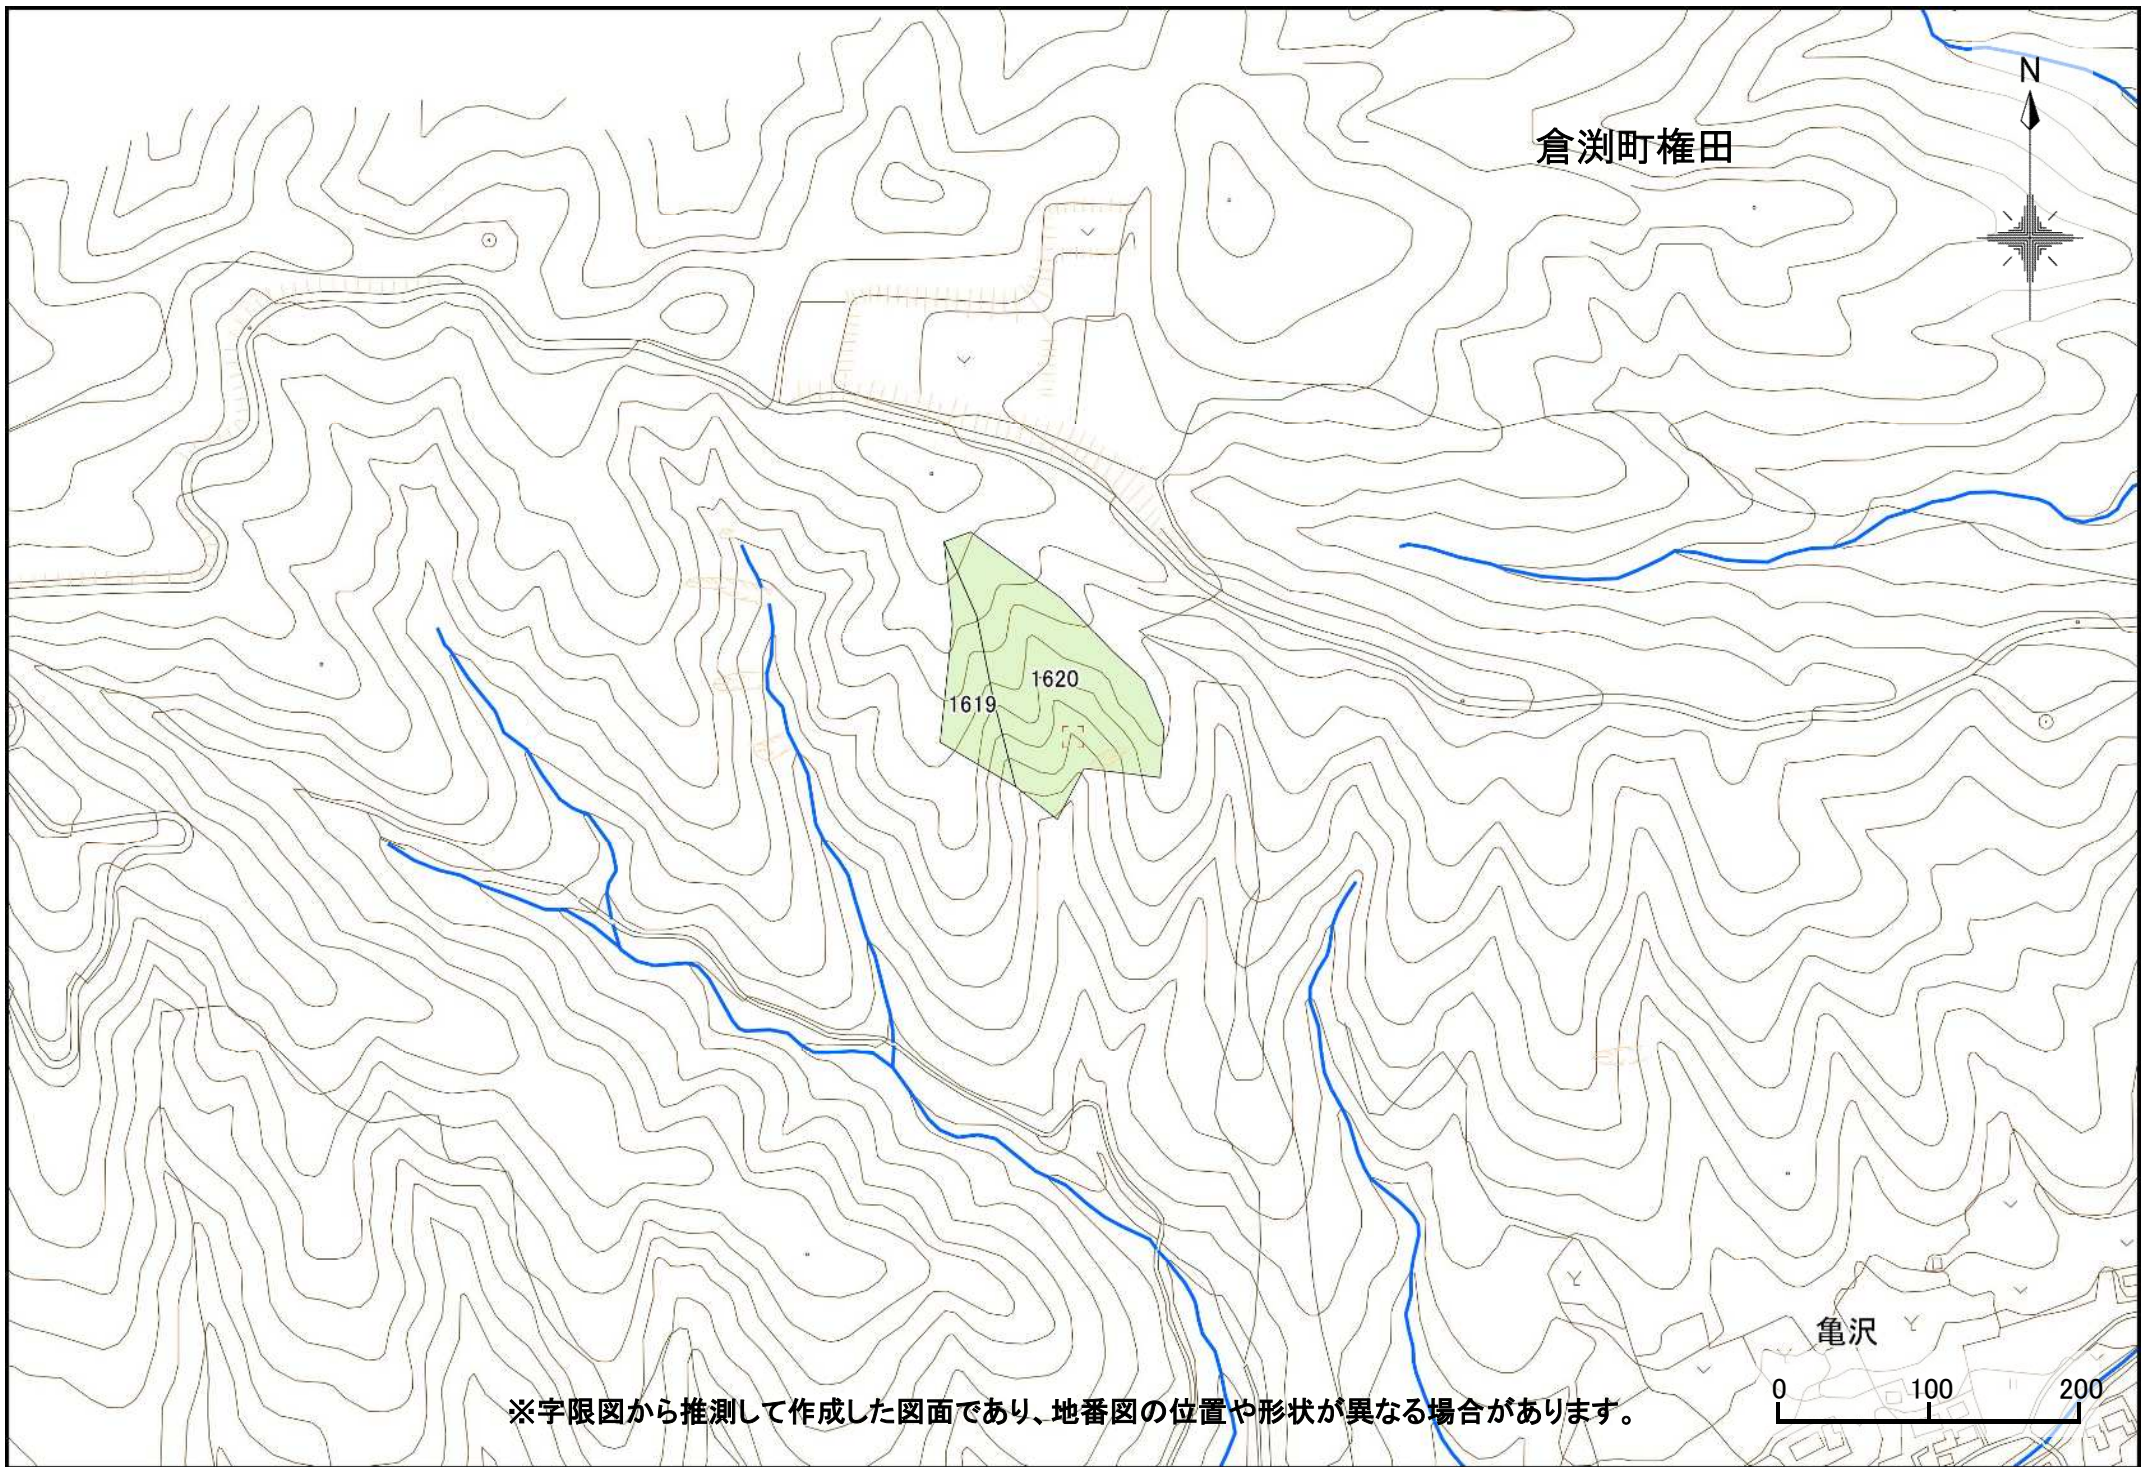 N
倉渕町権田
1620
1619
亀沢
0 100 200
※字限図から推測して作成した図面であり、地番図の位置や形状が異なる場合があります。